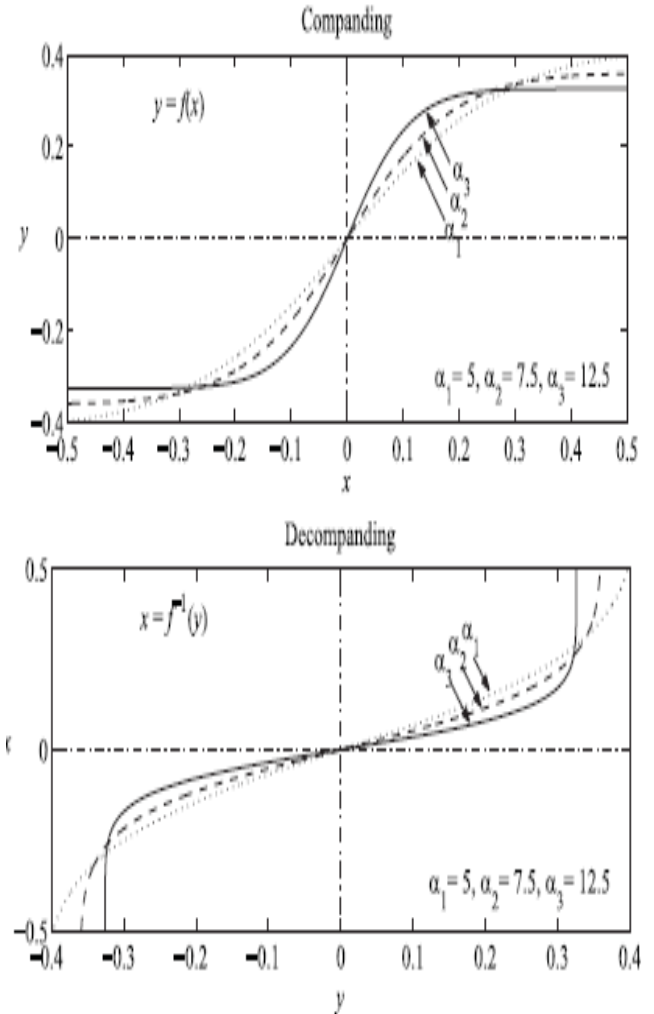 Companding
0.4
y = f(x)
0.2
α3
α2
α1
y
0
−0.2
α1 = 5, α2 = 7.5, α3 = 12.5
−0.4
−0.5 −0.4 −0.3 −0.2 −0.1 0 0.1 0.2 0.3 0.4 0.5
x
Decompanding
0.5
x = f−1(y)
α3 α2 α1
0
α1 = 5, α2 = 7.5, α3 = 12.5
−0.5
−0.4 −0.3 −0.2 −0.1 0 0.1 0.2 0.3 0.4
y